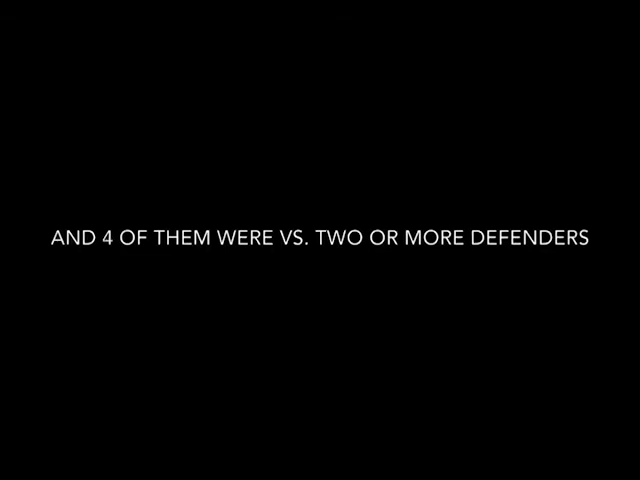 AND 4 OF THEM WERE VS. TWO OR MORE DEFENDERS